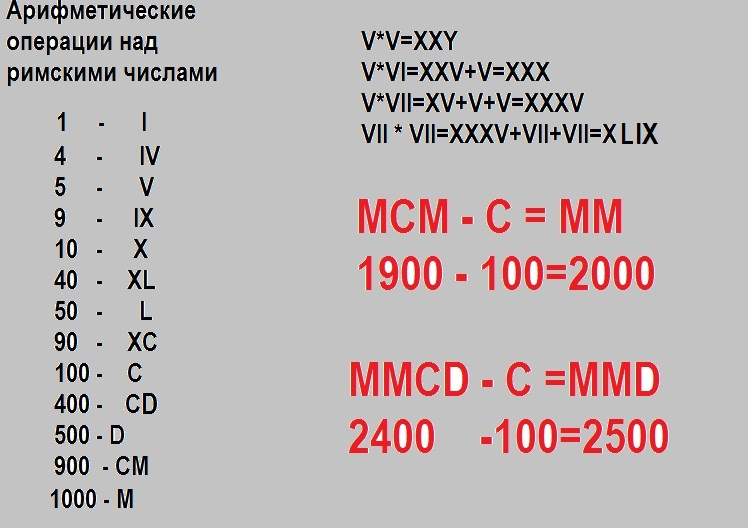 Арифметические
операции над
римскими числами
1 - I
4 - IV
5 - V
9 - IX
10 - X
40 - XL
50 - L
90 - XC
100 - C
400 - CD
500 - D
900 - CM
1000 - M
V*V=XXY
V*VI=XXV+V=XXX
V*VII=XV+V+V=XXXV
VII * VII=XXXV+VII+VII=XLIX
MCM - C = MM
1900 - 100=2000
MMCD - C =MMD
2400 -100=2500